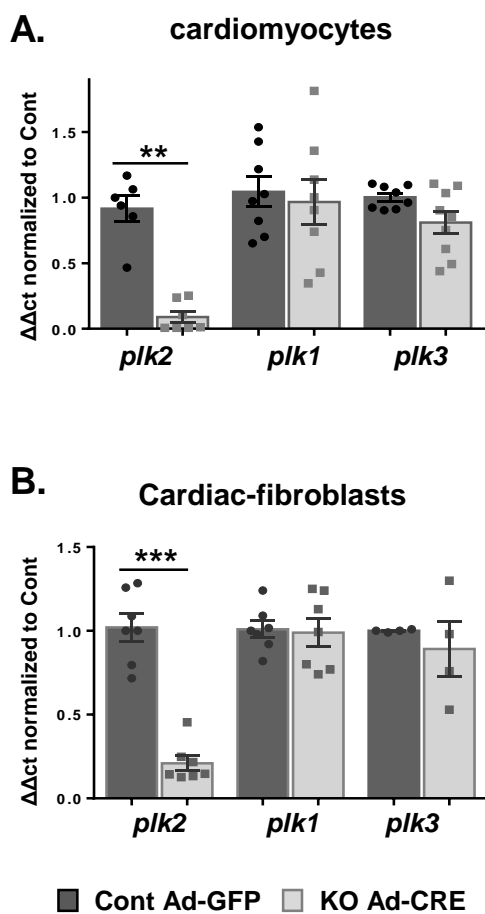 A.
cardiomyocytes
ΔΔct normalized to Cont
1.5
1.0
0.5
0.0
**
plk2 plk1 plk3
B.
Cardiac-fibroblasts
ΔΔct normalized to Cont
1.5
1.0
0.5
0.0
***
plk2 plk1 plk3
Cont Ad-GFP KO Ad-CRE